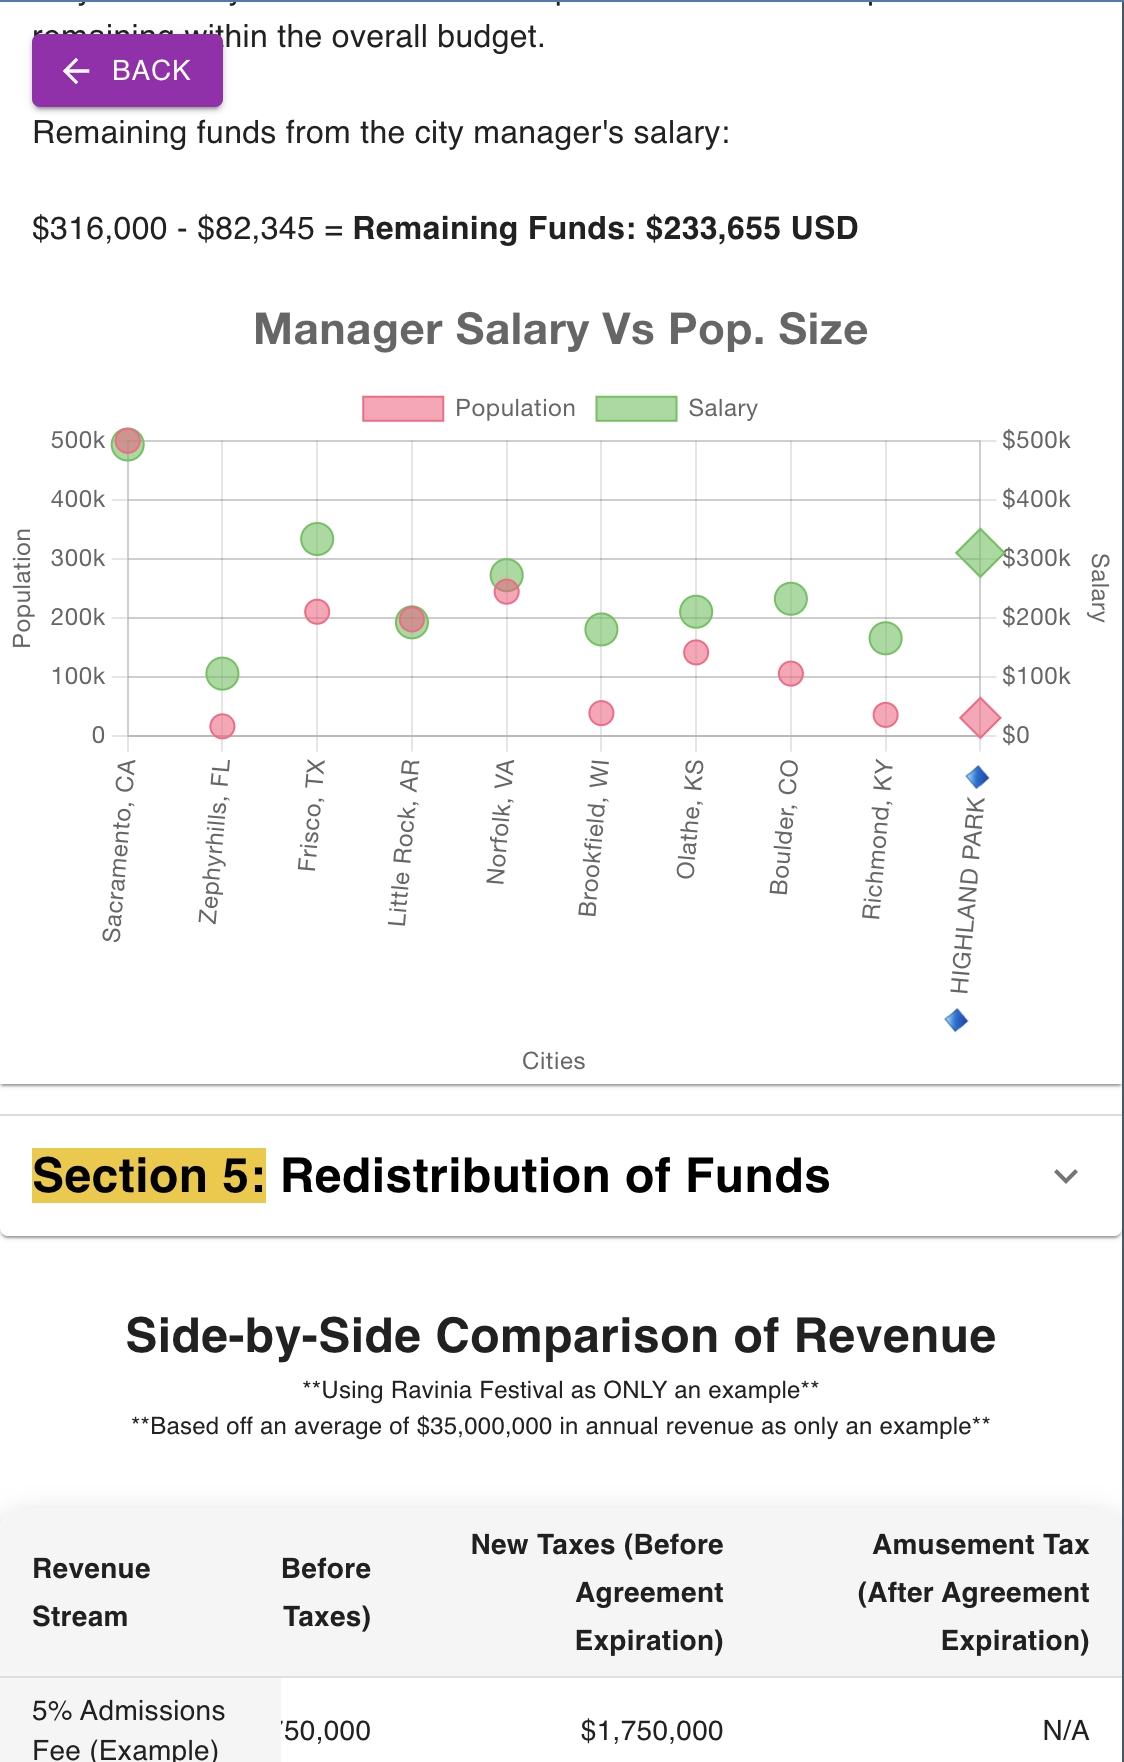 remaining within the overall budget.
BACK
Remaining funds from the city manager's salary:
$316,000 - $82,345 = Remaining Funds: $233,655 USD
Manager Salary Vs Pop. Size
Population
Salary
500k
400k
300k
200k
100k
0
Population
$500k
$400k
$300k
$200k
$100k
$0
Salary
Sacramento, CA
Zephyrhills, FL
Frisco, TX
Little Rock, AR
Norfolk, VA
Brookfield, WI
Olathe, KS
Boulder, CO
Richmond, KY
🔷 HIGHLAND PARK 🔷
Cities
Section 5: Redistribution of Funds
Side-by-Side Comparison of Revenue
**Using Ravinia Festival as ONLY an example**
**Based off an average of $35,000,000 in annual revenue as only an example**
Revenue
Stream
Before
Taxes)
New Taxes (Before
Agreement
Expiration)
Amusement Tax
(After Agreement
Expiration)
5% Admissions
Fee (Example)
750,000
$1,750,000
N/A